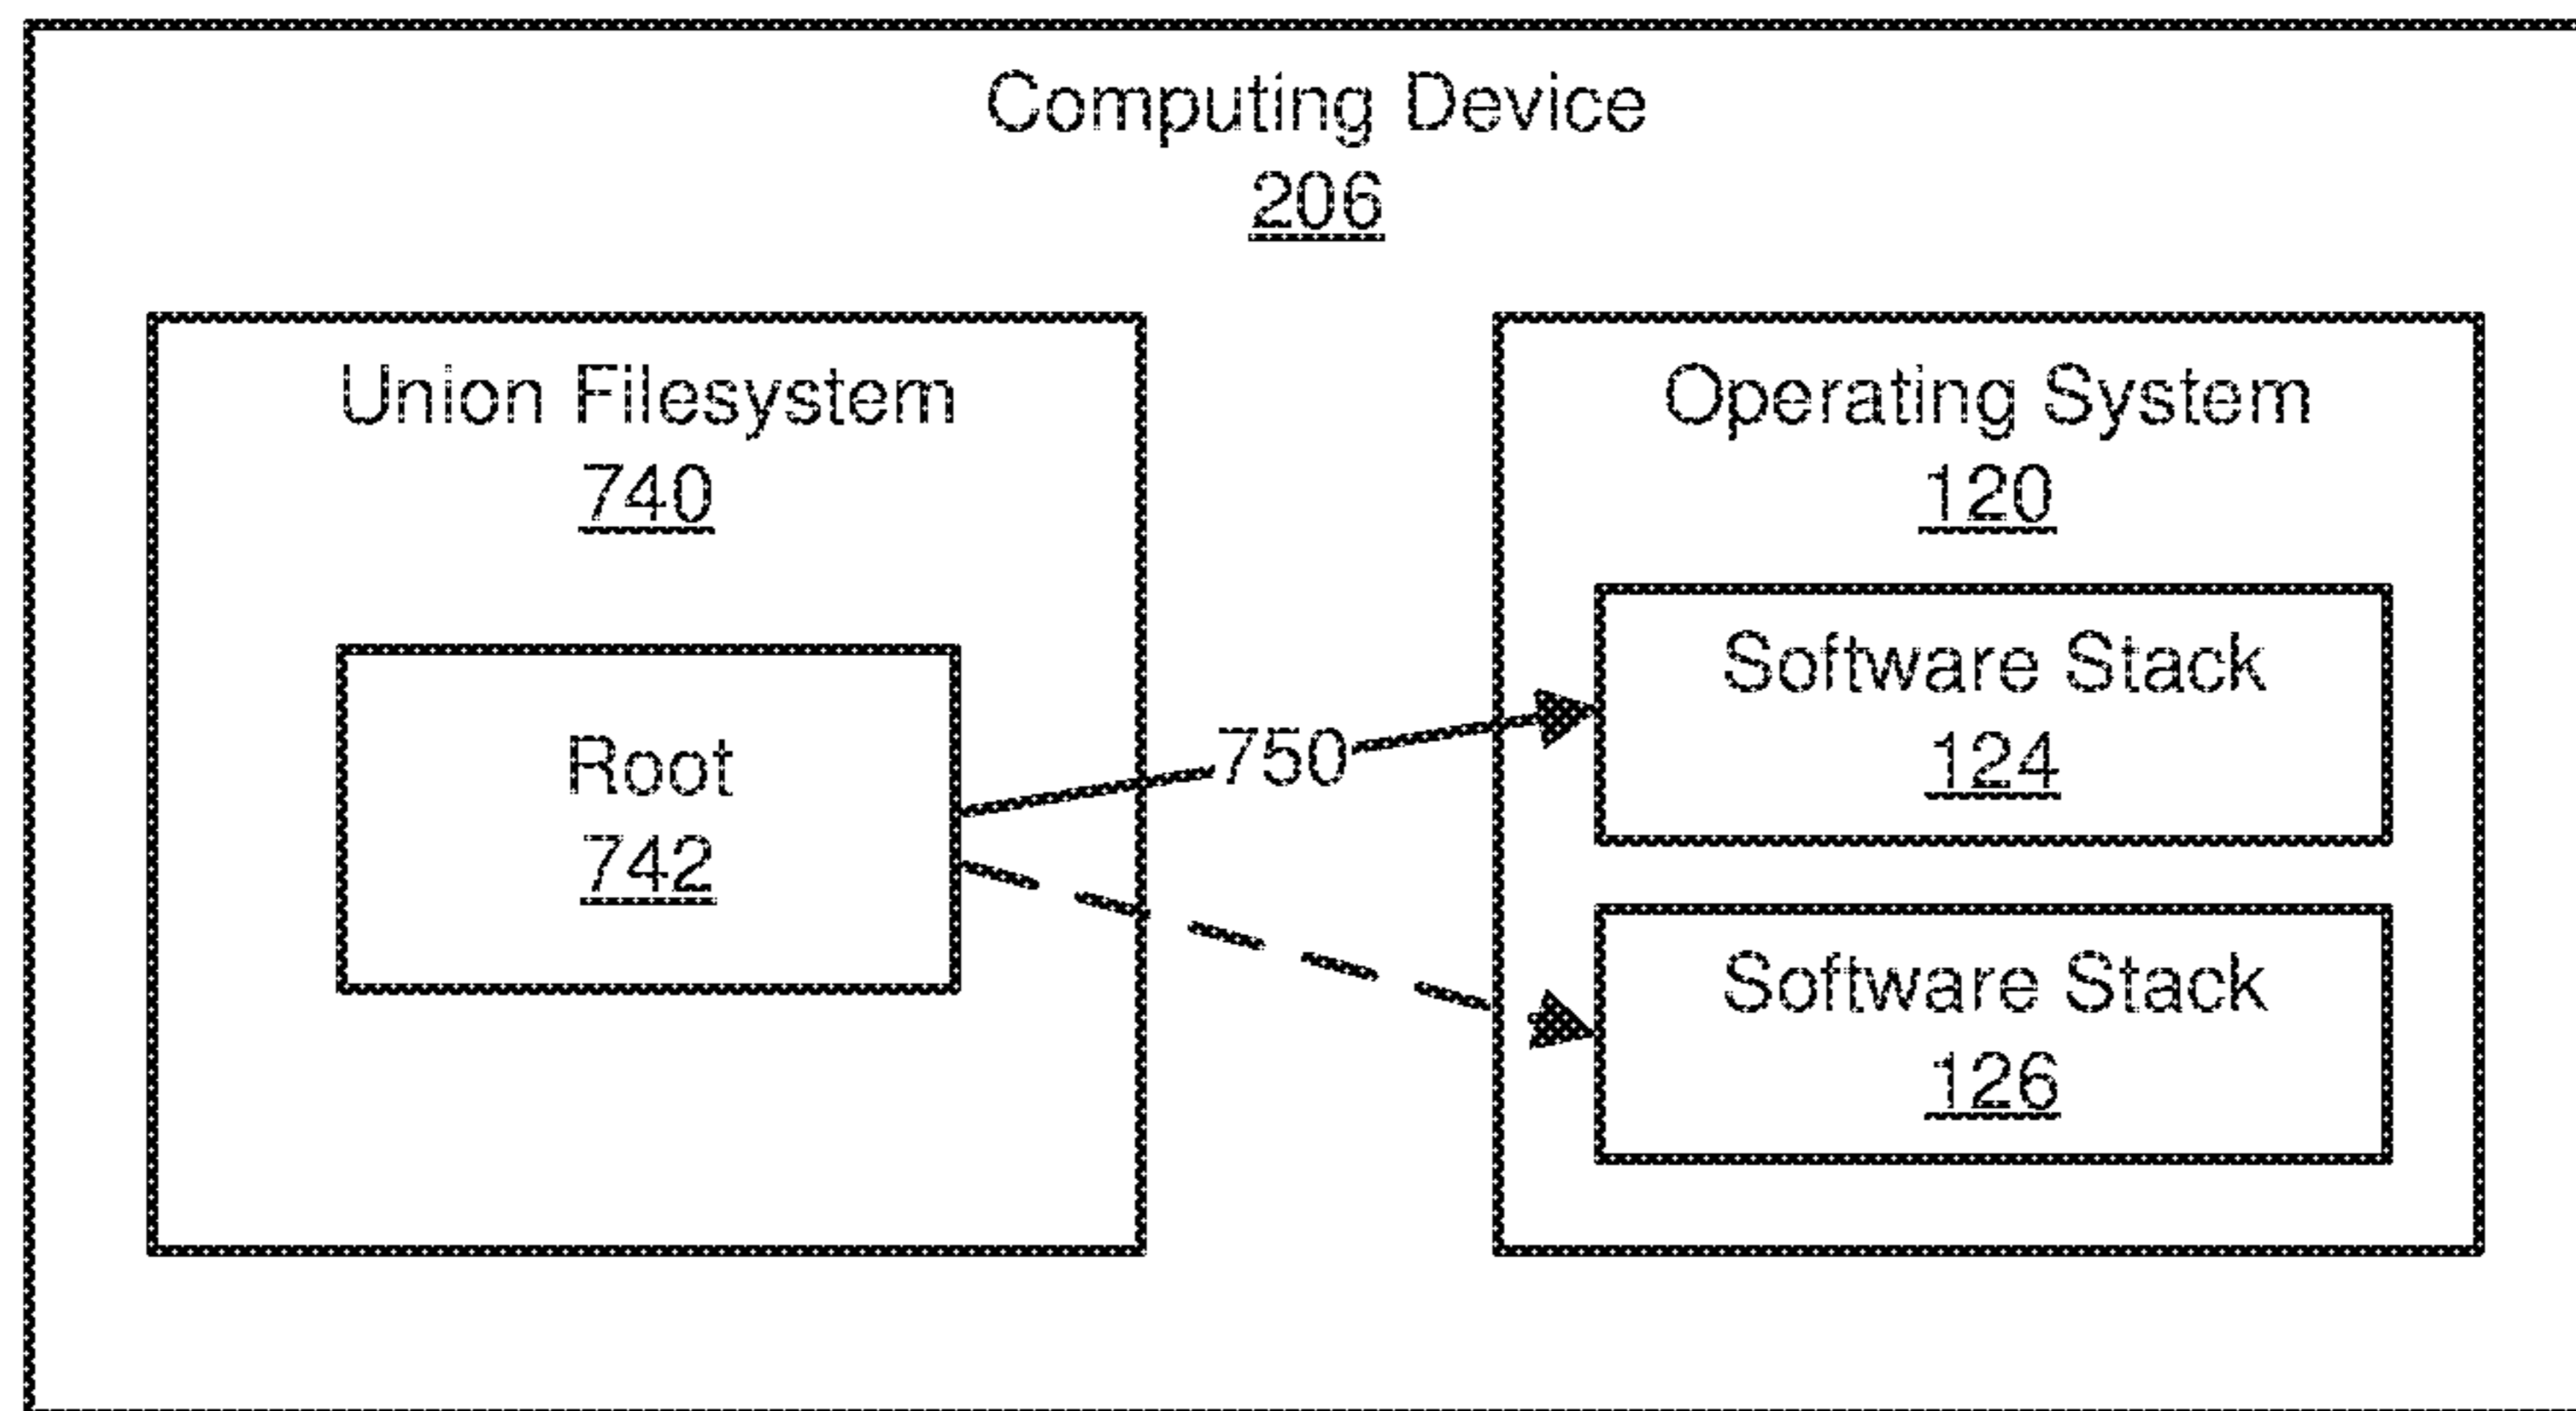 Computing Device
206
Union Filesystem
740
Root
742
750
Operating System
120
Software Stack
124
Software Stack
126